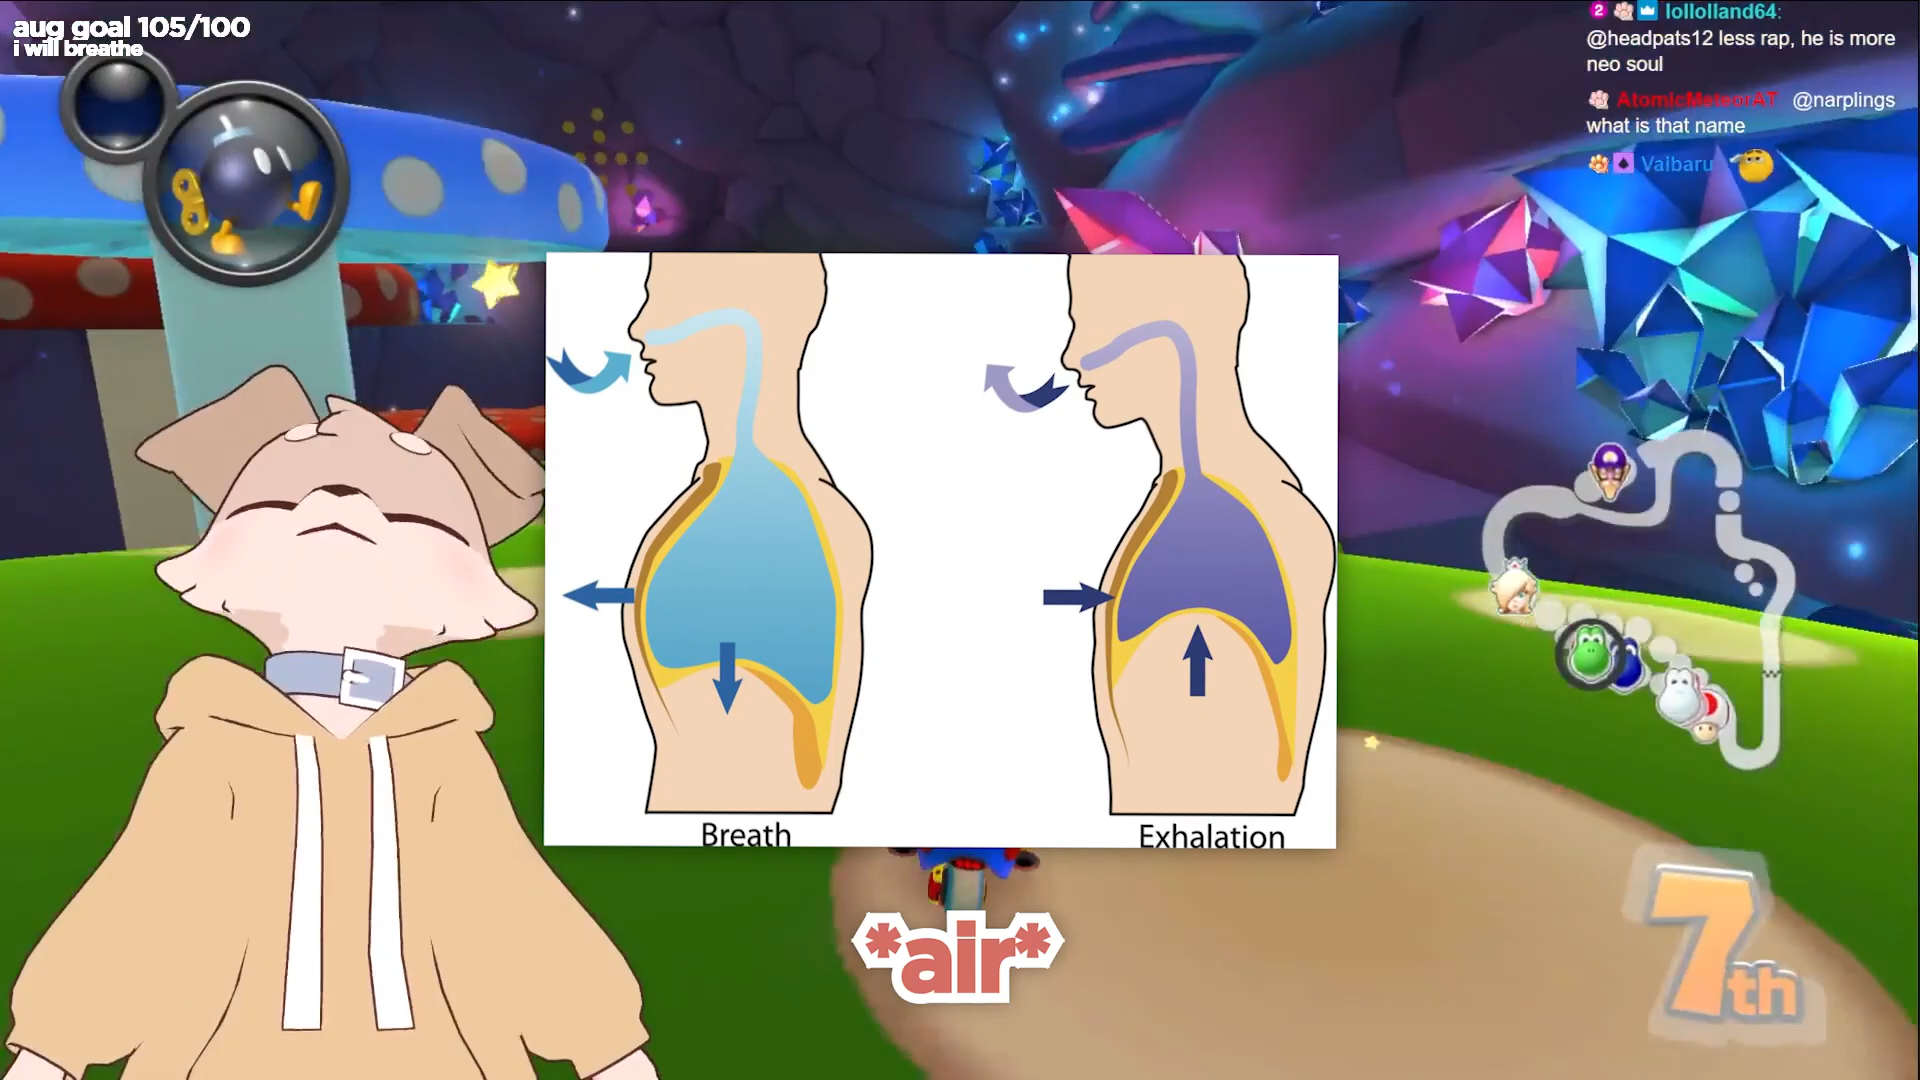 aug goal 105/100
i will breathe
2 lollolland64:
@headpats12 less rap, he is more
neo soul
AtomicMeteorAT @narplings
what is that name
Vaibaru
Breath
Exhalation
*air*
7th